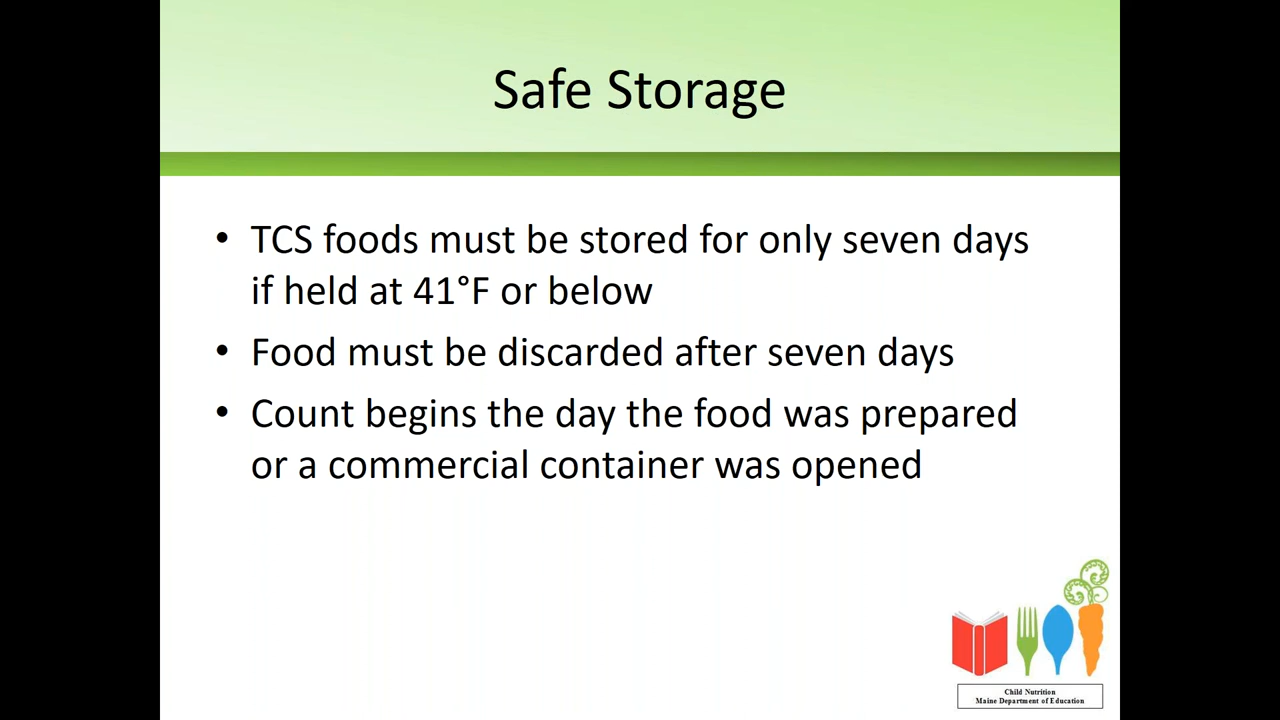 Safe Storage
• TCS foods must be stored for only seven days
if held at 41°F or below
• Food must be discarded after seven days
• Count begins the day the food was prepared
or a commercial container was opened
Child Nutrition
Maine Department of Education